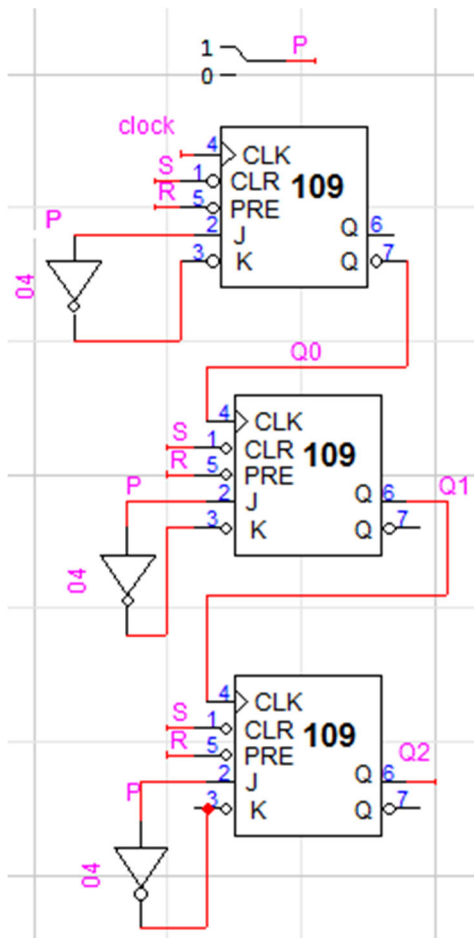 1 P
0
clock
4 CLK
S 1 CLR 109
R 5 PRE
P 2 J Q 6
3 K Q 7
04
Q0
4 CLK
S 1 CLR 109
R 5 PRE
P 2 J Q 6 Q1
3 K Q 7
04
4 CLK
S 1 CLR 109
R 5 PRE
2 J Q 6 Q2
P 3 K Q 7
04